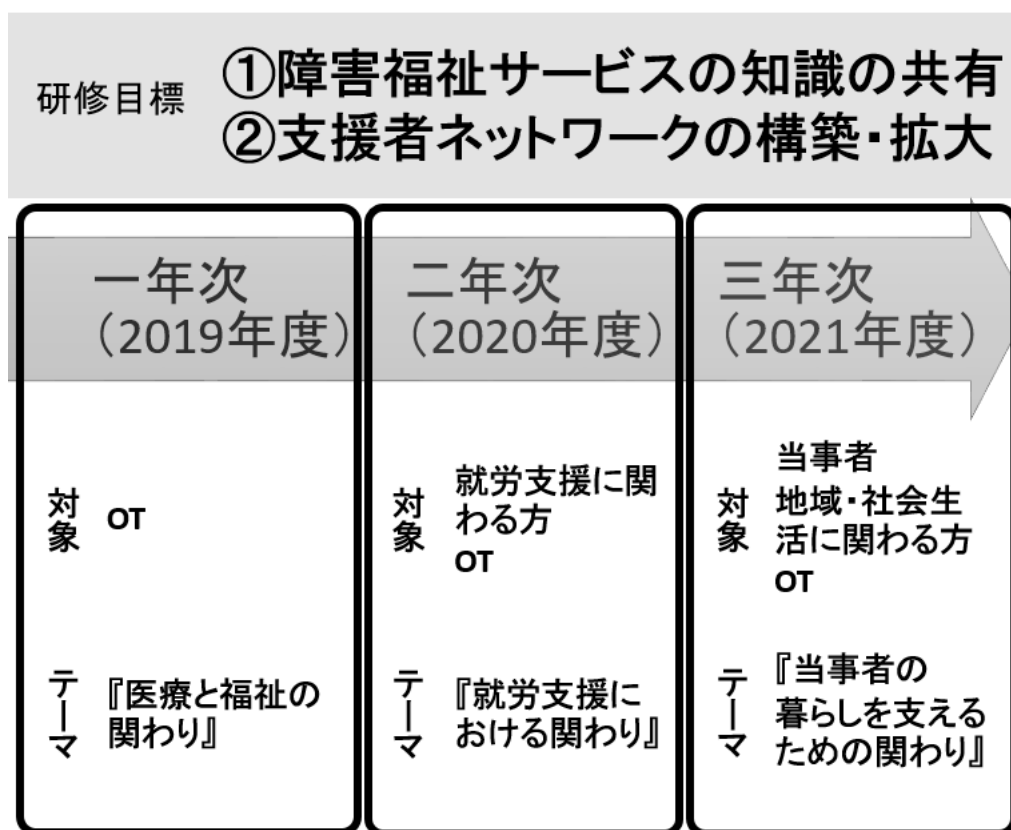 研修目標
①障害福祉サービスの知識の共有
②支援者ネットワークの構築・拡大
一年次
（2019年度）
対象
OT
テーマ
『医療と福祉の
関わり』
二年次
（2020年度）
対象
就労支援に関
わる方
OT
テーマ
『就労支援に
おける関わり』
三年次
（2021年度）
対象
当事者
地域・社会生
活に関わる方
OT
テーマ
『当事者の
暮らしを支える
ための関わり』